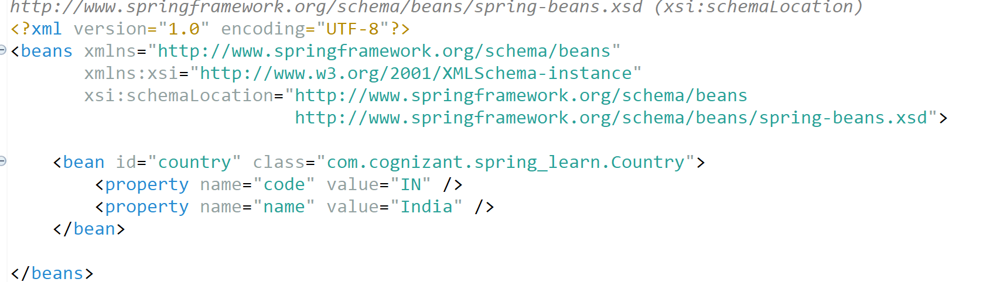 http://www.springframework.org/schema/beans/spring-beans.xsd (xsi:schemaLocation)
<?xml version="1.0" encoding="UTF-8"?>
<beans xmlns="http://www.springframework.org/schema/beans"
       xmlns:xsi="http://www.w3.org/2001/XMLSchema-instance"
       xsi:schemaLocation="http://www.springframework.org/schema/beans
                           http://www.springframework.org/schema/beans/spring-beans.xsd">
    <bean id="country" class="com.cognizant.spring_learn.Country">
        <property name="code" value="IN" />
        <property name="name" value="India" />
    </bean>
</beans>